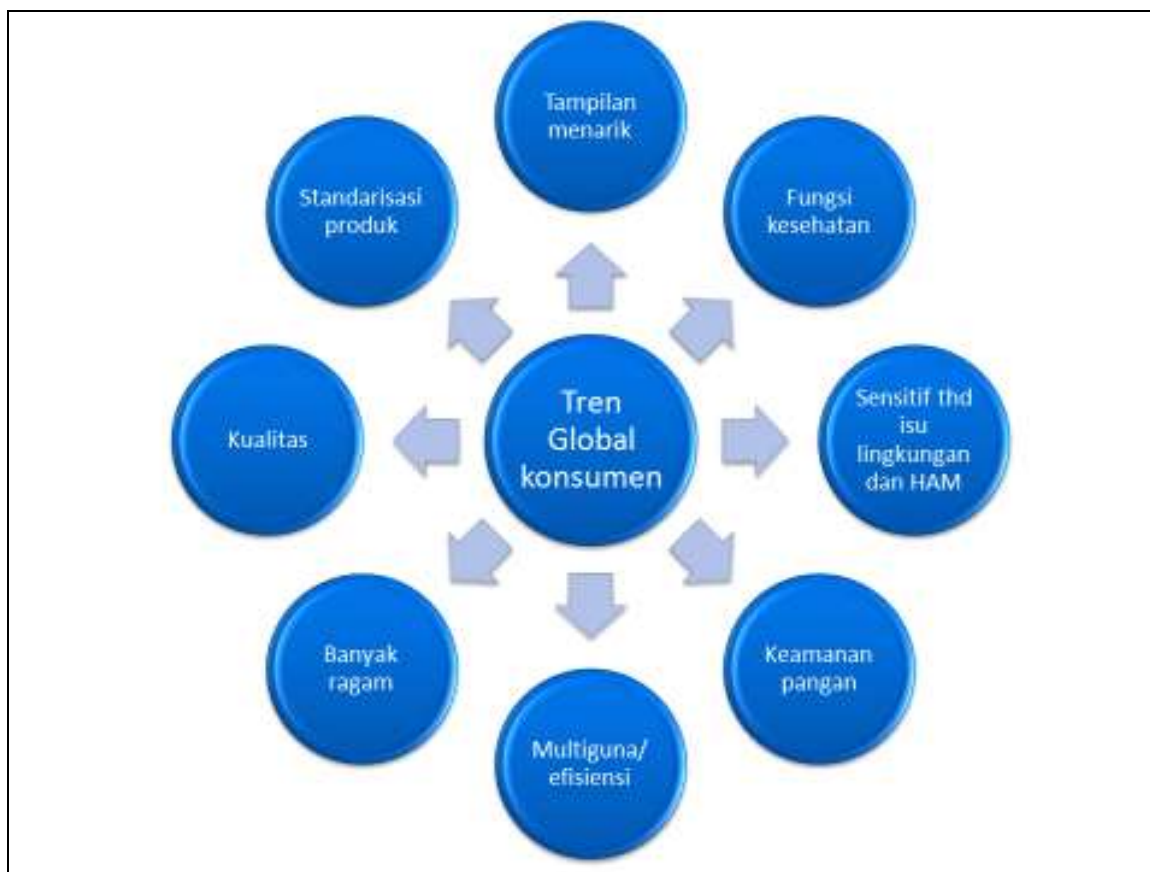 Tampilan
menarik
Fungsi
kesehatan
Sensitif thd
isu
lingkungan
dan HAM
Keamanan
pangan
Multiguna/
efisiensi
Banyak
ragam
Kualitas
Standarisasi
produk
Tren
Global
konsumen